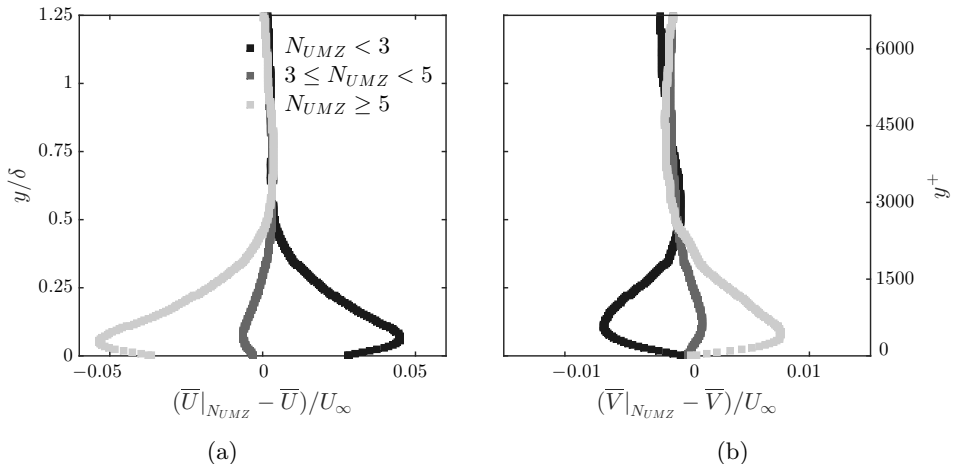 1.25
1
0.75
0.5
0.25
0
y/δ
N_{UMZ} < 3
3 ≤ N_{UMZ} < 5
N_{UMZ} ≥ 5
−0.05 0 0.05
(\overline{U}|_{N_{UMZ}} − \overline{U})/U_∞
(a)
6000
4500
3000
1500
0
y^+
−0.01 0 0.01
(\overline{V}|_{N_{UMZ}} − \overline{V})/U_∞
(b)